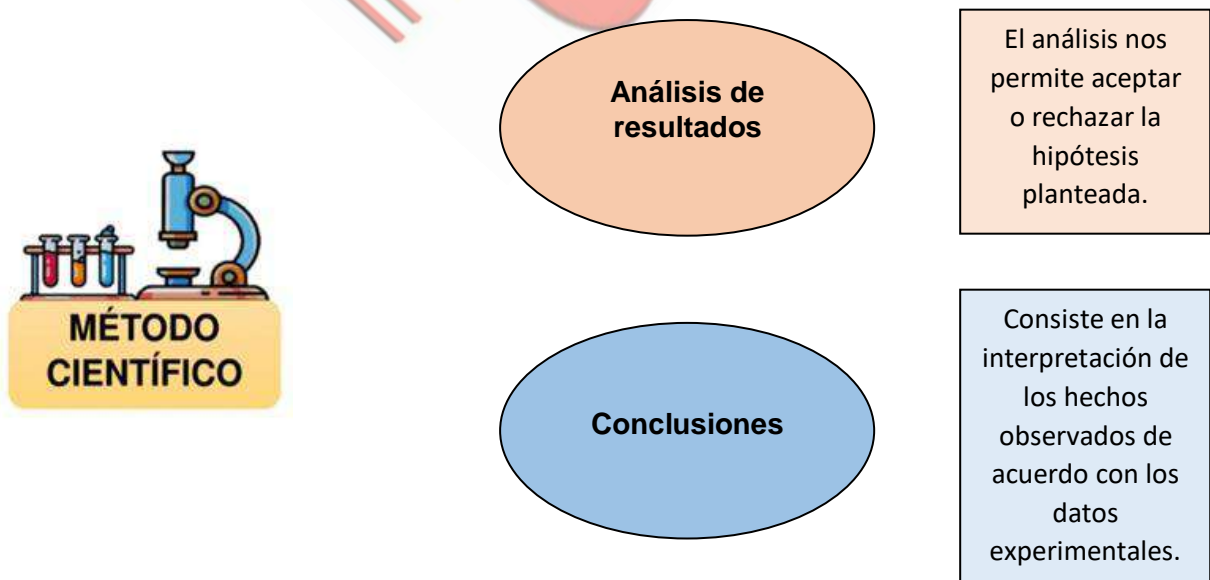 Análisis de
resultados
El análisis nos
permite aceptar
o rechazar la
hipótesis
planteada.
MÉTODO
CIENTÍFICO
Conclusiones
Consiste en la
interpretación de
los hechos
observados de
acuerdo con los
datos
experimentales.